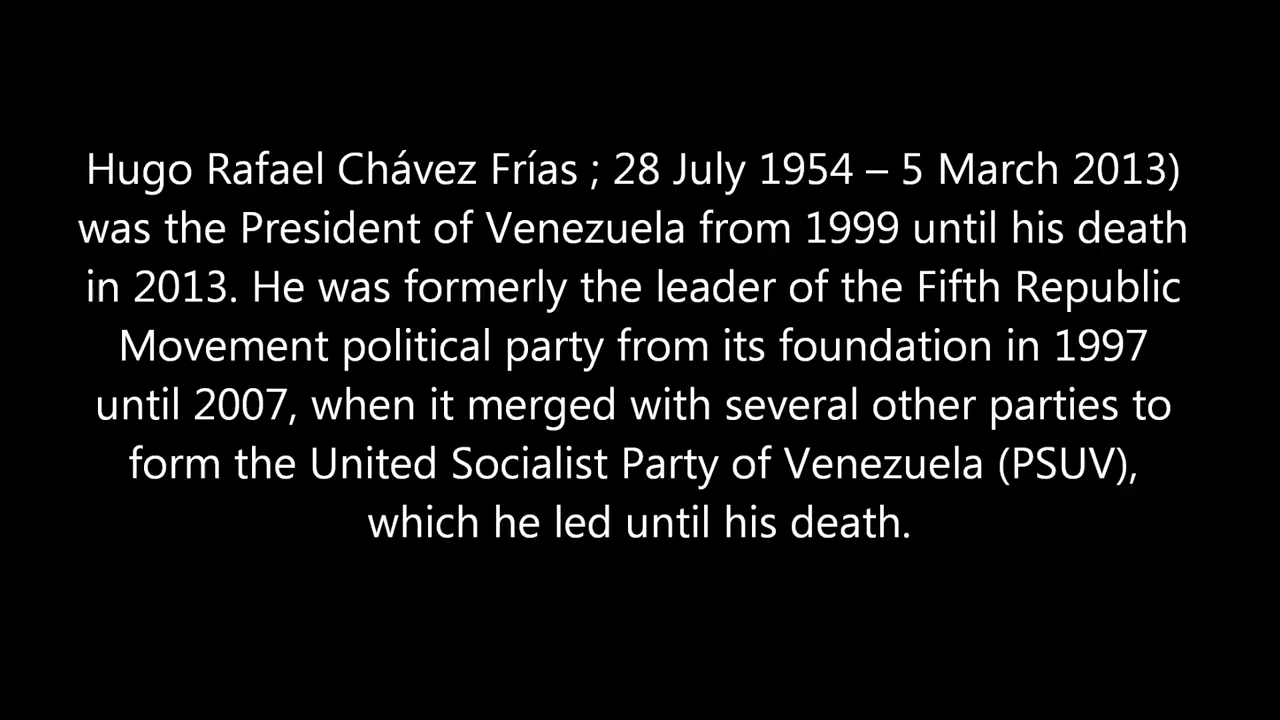 Hugo Rafael Chávez Frías ; 28 July 1954 – 5 March 2013)
was the President of Venezuela from 1999 until his death
in 2013. He was formerly the leader of the Fifth Republic
Movement political party from its foundation in 1997
until 2007, when it merged with several other parties to
form the United Socialist Party of Venezuela (PSUV),
which he led until his death.